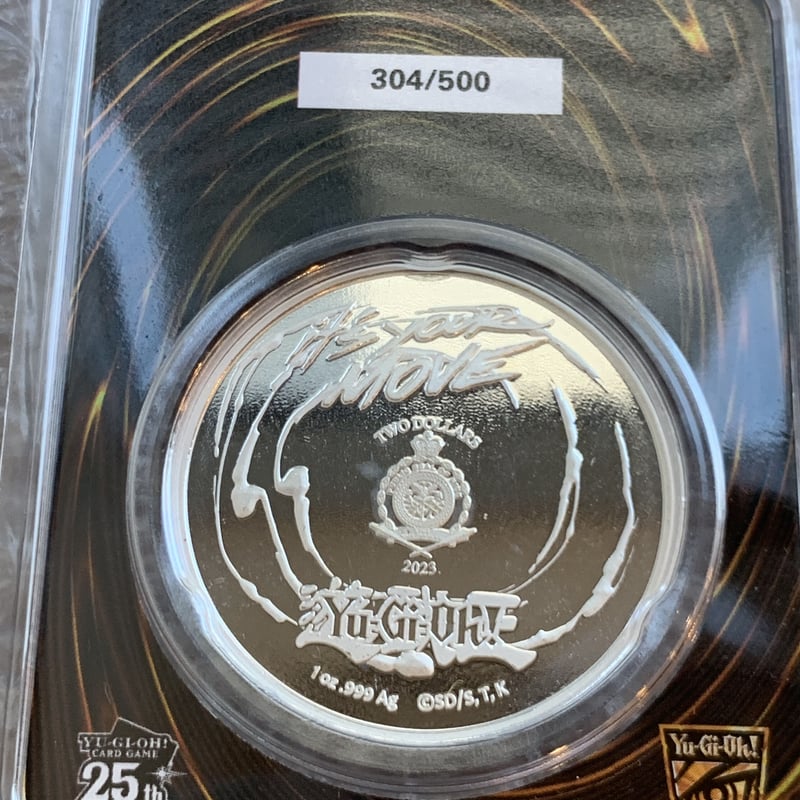 304/500
IT'S YOUR
MOVE
TWO DOLLARS
2023
Yu-Gi-Oh!
1 oz .999 Ag ©SD/S,T,K
YU-GI-OH!
CARD GAME
25th
Yu-Gi-Oh!